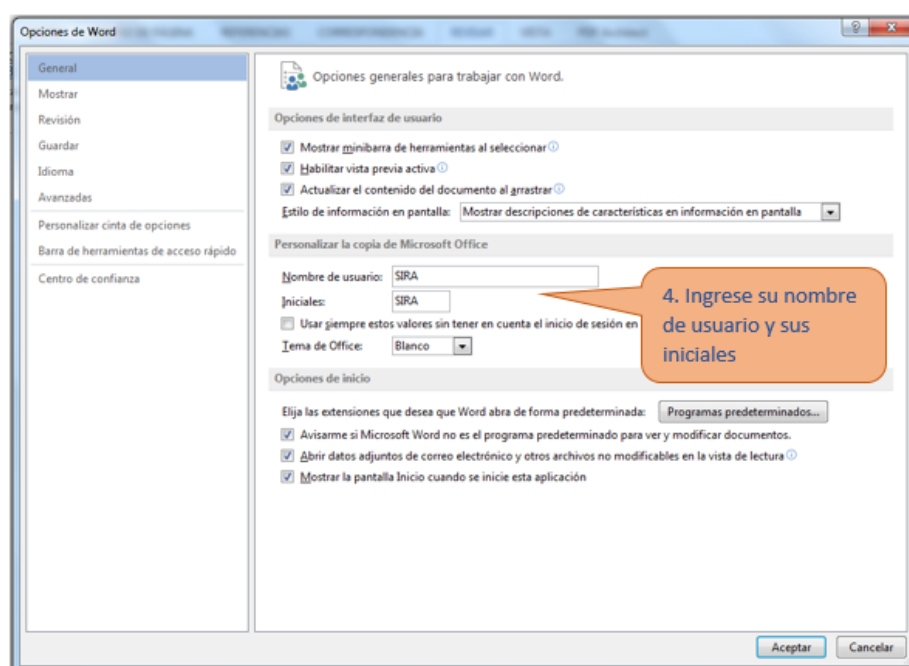 Opciones de Word
General
Mostrar
Revisión
Guardar
Idioma
Avanzadas
Personalizar cinta de opciones
Barra de herramientas de acceso rápido
Centro de confianza
Opciones generales para trabajar con Word.
Opciones de interfaz de usuario
Mostrar minibarra de herramientas al seleccionar
Habilitar vista previa activa
Actualizar el contenido del documento al arrastrar
Estilo de información en pantalla: Mostrar descripciones de características en información en pantalla
Personalizar la copia de Microsoft Office
Nombre de usuario: SIRA
Iniciales: SIRA
Usar siempre estos valores sin tener en cuenta el inicio de sesión en
Tema de Office: Blanco
4. Ingrese su nombre
de usuario y sus
iniciales
Opciones de inicio
Elija las extensiones que desea que Word abra de forma predeterminada: Programas predeterminados...
Avisarme si Microsoft Word no es el programa predeterminado para ver y modificar documentos.
Abrir datos adjuntos de correo electrónico y otros archivos no modificables en la vista de lectura
Mostrar la pantalla Inicio cuando se inicie esta aplicación
Aceptar Cancelar